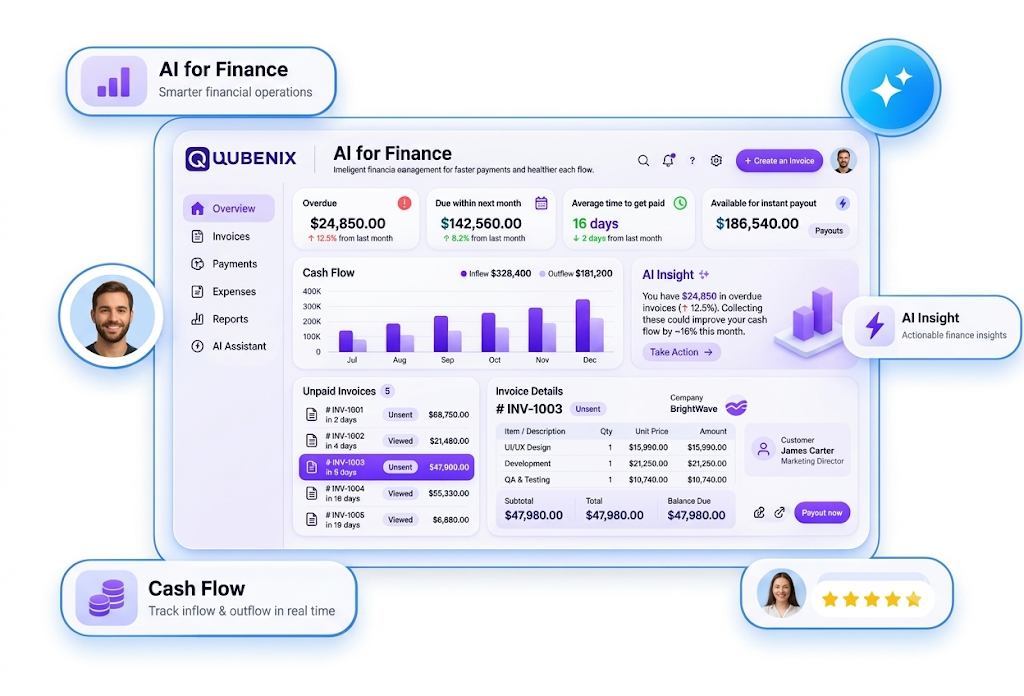 AI for Finance
Smarter financial operations
QUBENIX
AI for Finance
Imeligent financia eɑnagement for faster payments and healthier each flow.
?
+ Create an Invoice
Overview
Invoices
Payments
Expenses
Reports
AI Assistant
Overdue
!
$24,850.00
↑ 12.5% from last month
Due within next month
$142,560.00
↑ 8.2% from last month
Average time to get paid
16 days
↓ 2 days from last month
Available for instant payout
$186,540.00
Payouts
Cash Flow
Inflew $328,400
Outflew $181,200
400K
300K
200K
100K
0
Jul Aug Sep Oct Nov Dec
AI Insight
You have $24,850 in overdue
invoices (↑ 12.5%). Collecting
these could improve your cash
flow by ~16% this month.
Take Action →
AI Insight
Actionable finance insights
Unpaid Invoices 5
# INV-1001 Unsent $68,750.00
in 2 days
# INV-1002 Viewed $21,480.00
in 4 days
# INV-1003 Unsent $47,900.00
in 5 days
# INV-1004 Viewed $55,330.00
in 16 days
# INV-1005 Viewed $6,880.00
in 19 days
Invoice Details
# INV-1003 Unsent
Company
BrightWave
Item / Description Qty Unit Price Amount
UI/UX Design 1 $15,990.00 $15,990.00
Development 1 $21,250.00 $21,250.00
QA & Testing 1 $10,740.00 $10,740.00
Subtotal Total Balance Due
$47,980.00 $47,980.00 $47,980.00
Customer
James Carter
Marketing Director
Payout now
Cash Flow
Track inflow & outflow in real time